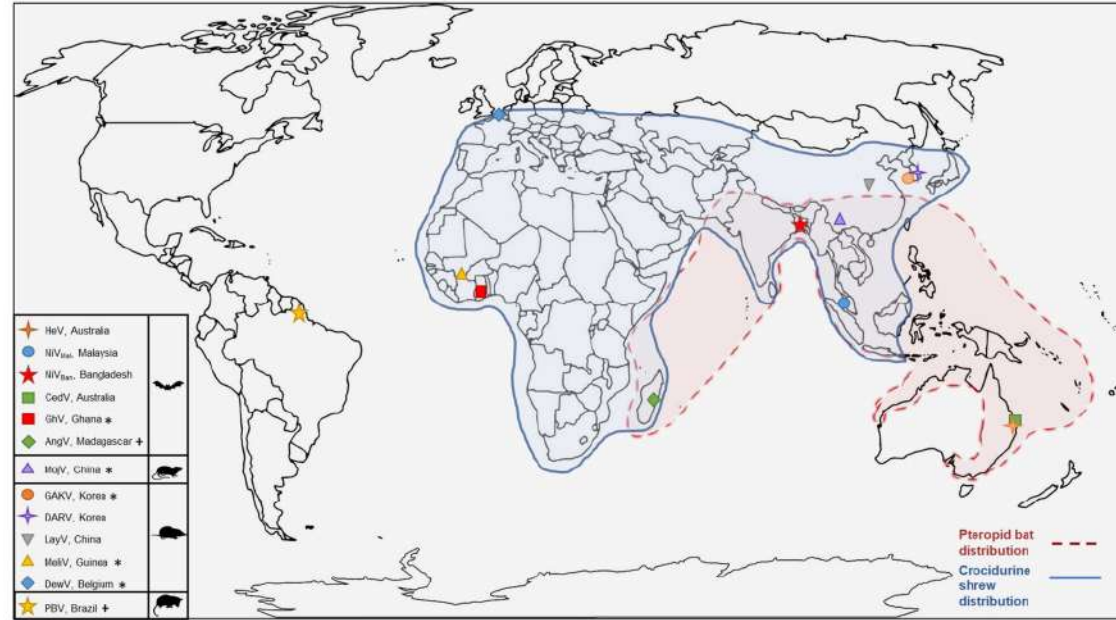 HeV, Australia
NiV_Mal, Malaysia
NiV_Ban, Bangladesh
CedV, Australia
GhV, Ghana *
AngV, Madagascar +
MojV, China *
GAKV, Korea *
DARV, Korea
LayV, China
MeliV, Guinea *
DewV, Belgium *
PBV, Brazil +
Pteropid bat
distribution
Crocidurine
shrew
distribution